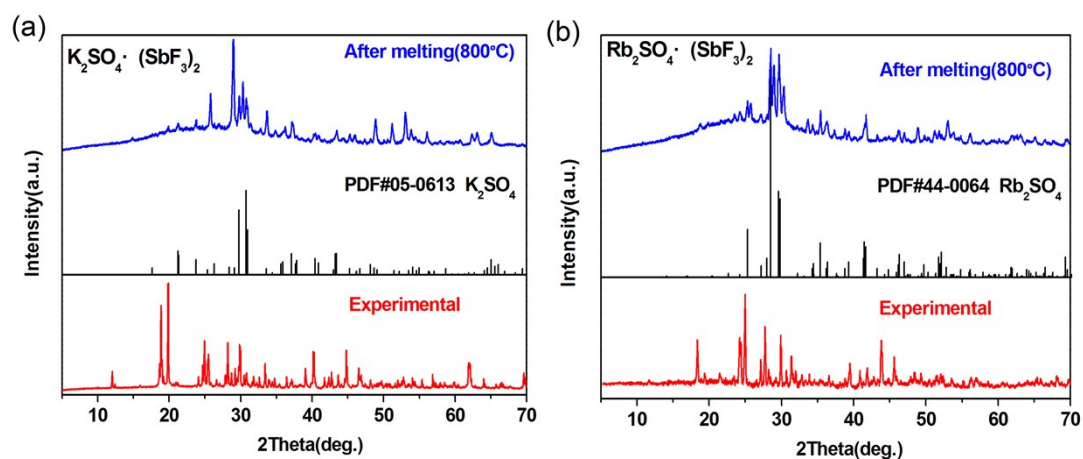 (a)
K₂SO₄· (SbF₃)₂
After melting(800°C)
PDF#05-0613 K₂SO₄
Experimental
Intensity(a.u.)
10 20 30 40 50 60 70
2Theta(deg.)
(b)
Rb₂SO₄· (SbF₃)₂
After melting(800°C)
PDF#44-0064 Rb₂SO₄
Experimental
Intensity(a.u.)
10 20 30 40 50 60 70
2Theta(deg.)